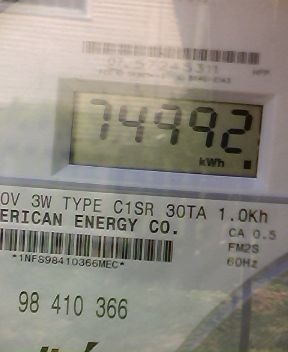 74992
kWh
0V 3W TYPE C1SR 30TA 1.0Kh
ERICAN ENERGY CO.
CA 0.5
FM2S
60Hz
*1NFS98410366MEC*
98 410 366